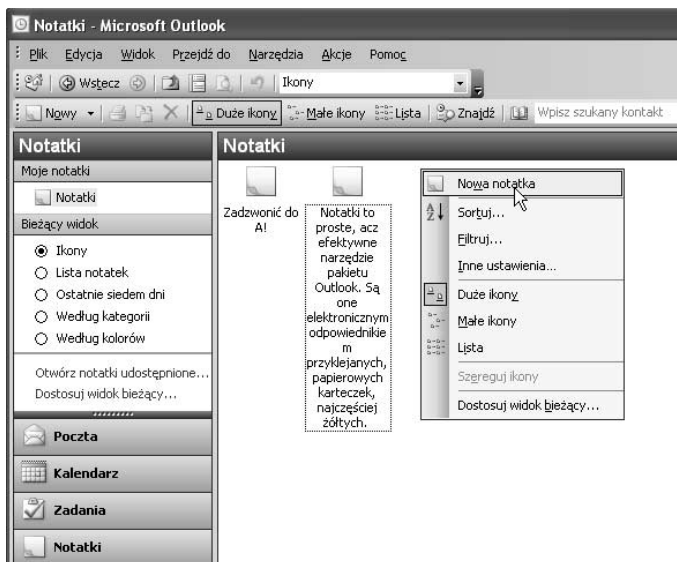 Notatki - Microsoft Outlook
Plik Edycja Widok Przejdź do Narzędzia Akcje Pomoc
Wstecz Ikony
Nowy Duże ikony Małe ikony Lista Znajdź Wpisz szukany kontakt
Notatki
Moje notatki
Notatki
Bieżący widok
Ikony
Lista notatek
Ostatnie siedem dni
Według kategorii
Według kolorów
Otwórz notatki udostępnione...
Dostosuj widok bieżący...
Poczta
Kalendarz
Zadania
Notatki
Notatki
Zadzwonić do
A!
Notatki to
proste, acz
efektywne
narzędzie
pakietu
Outlook. Są
one
elektronicznym
odpowiednikie
m
przyklejanych,
papierowych
karteczek,
najczęściej
żółtych.
Nowa notatka
Sortuj...
Filtruj...
Inne ustawienia...
Duże ikony
Małe ikony
Lista
Szereguj ikony
Dostosuj widok bieżący...